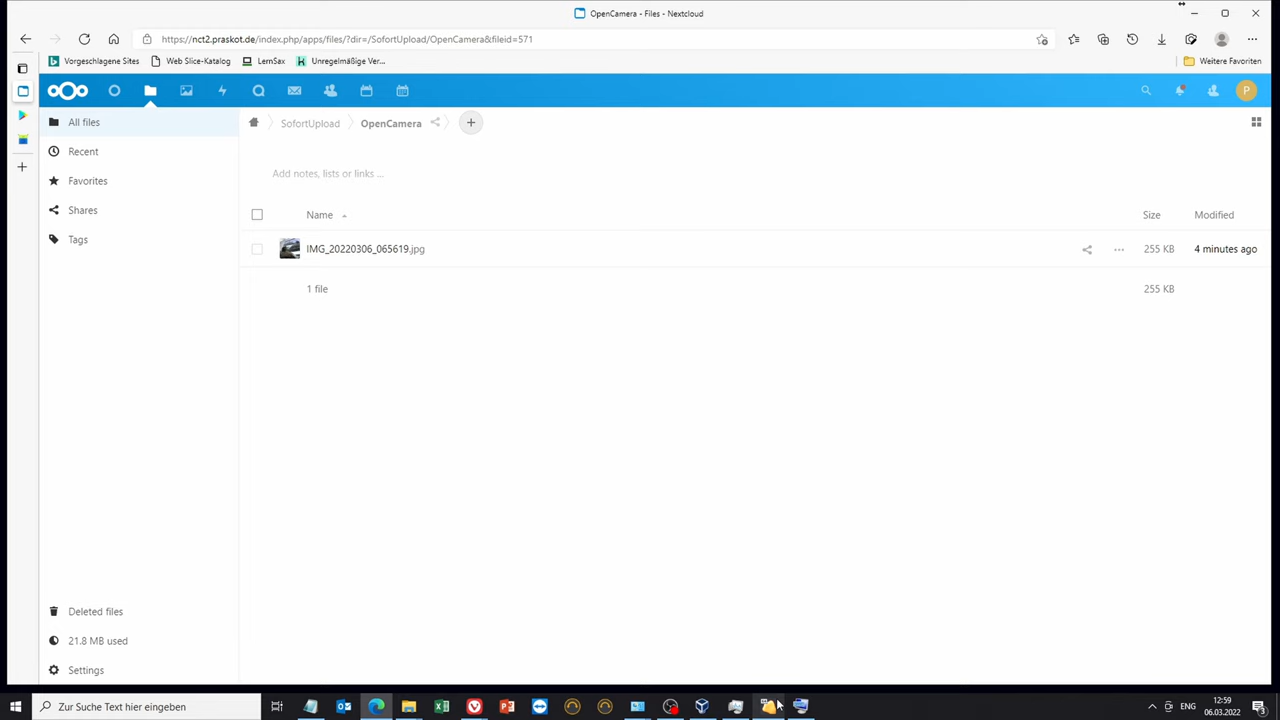 OpenCamera - Files - Nextcloud
https://nct2.praskot.de/index.php/apps/files/?dir=/SofortUpload/OpenCamera&fileid=571
Vorgeschlagene Sites
Web Slice-Katalog
LernSax
Unregelmäßige Ver...
Weitere Favoriten
P
All files
SofortUpload
OpenCamera
+
Recent
Add notes, lists or links ...
Favorites
Shares
Name
Size
Modified
Tags
IMG_20220306_065619.jpg
255 KB
4 minutes ago
1 file
255 KB
Deleted files
21.8 MB used
Settings
Zur Suche Text hier eingeben
ENG
12:59
06.03.2022
3